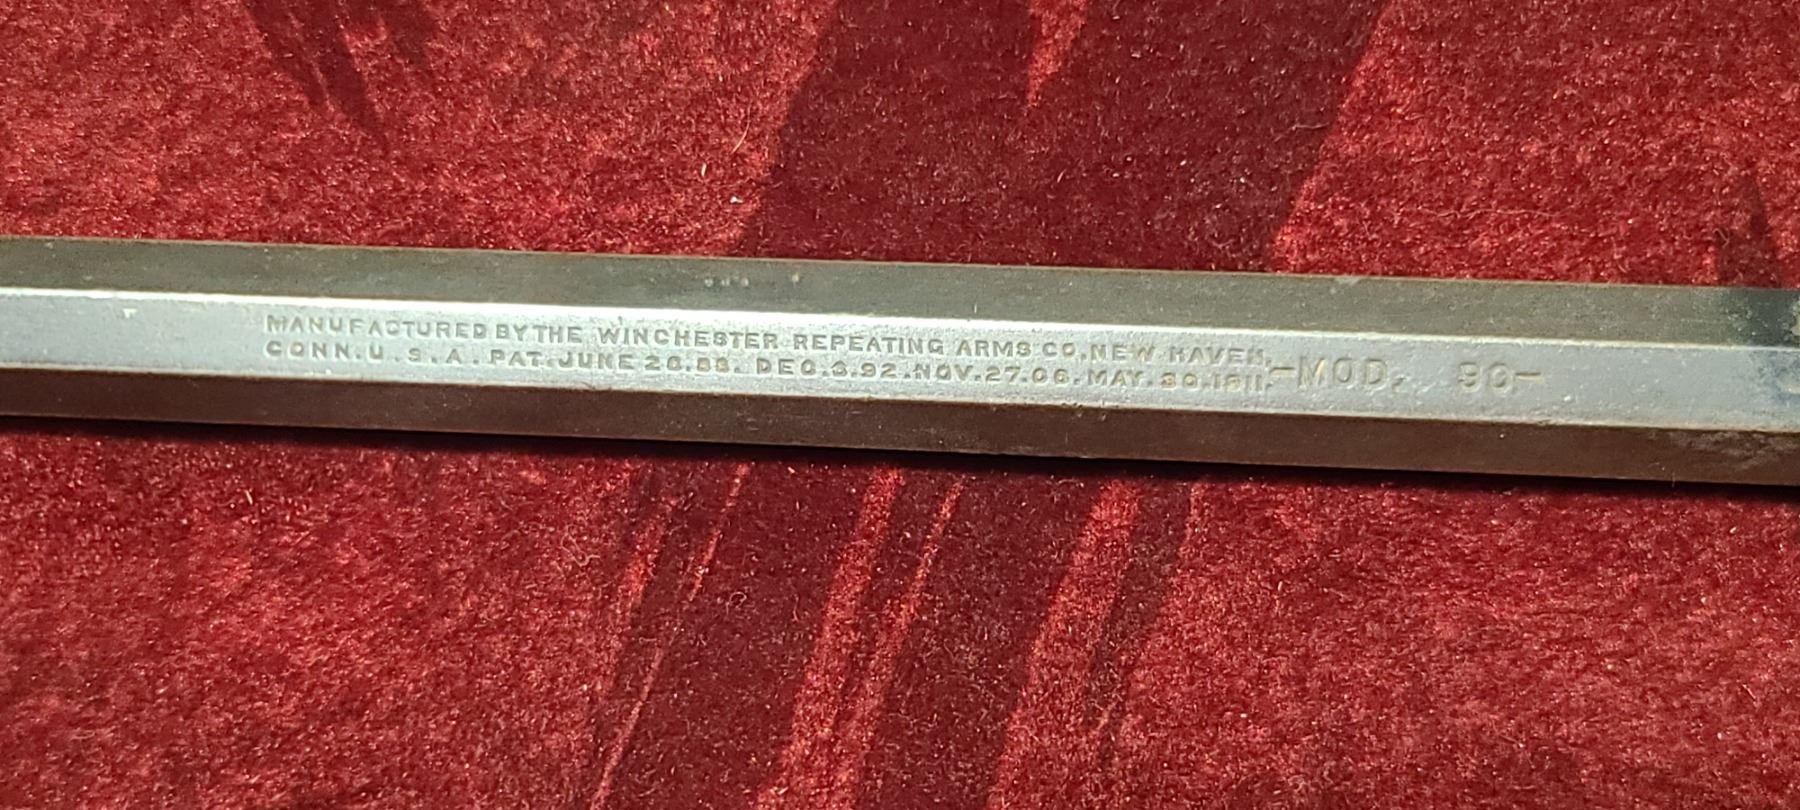 MANUFACTURED BY THE WINCHESTER REPEATING ARMS CO. NEW HAVEN,
CONN. U. S. A. PAT. JUNE 26. 88. DEC. 6. 92. NOV. 27. 06. MAY. 30. 1911. -MOD. 90-